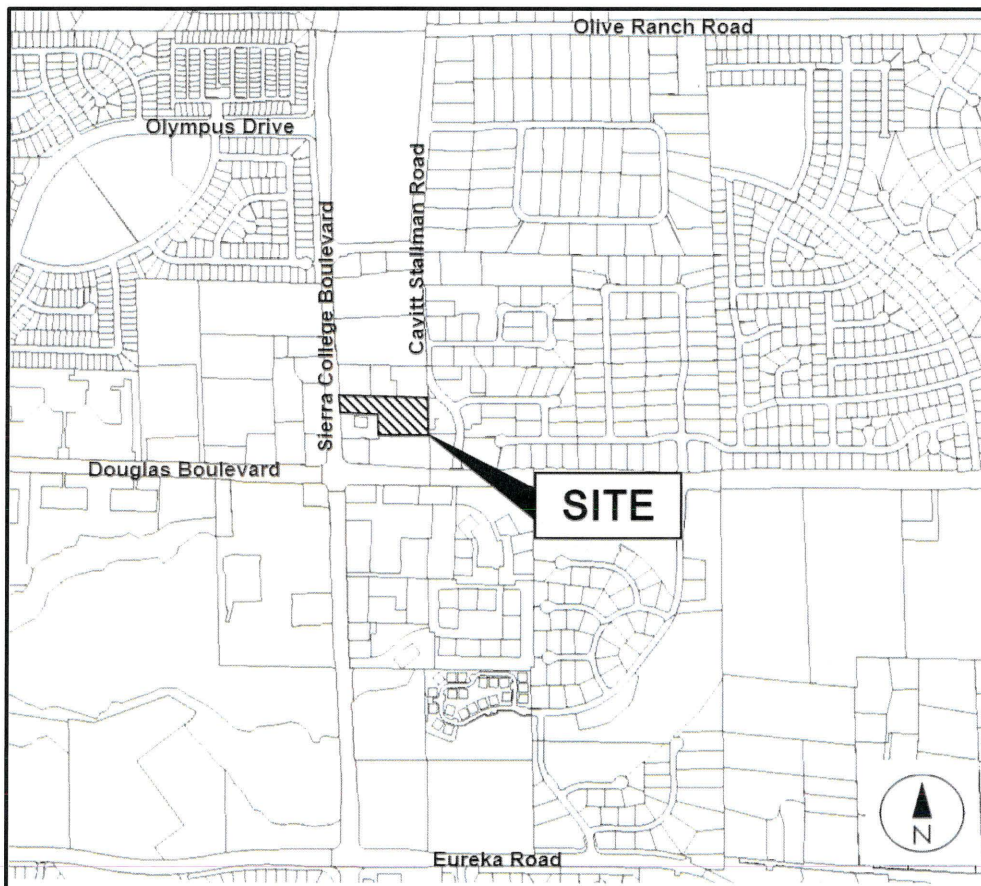 Olive Ranch Road
Olympus Drive
Sierra College Boulevard
Cavitt Stallman Road
Douglas Boulevard
SITE
N
Eureka Road